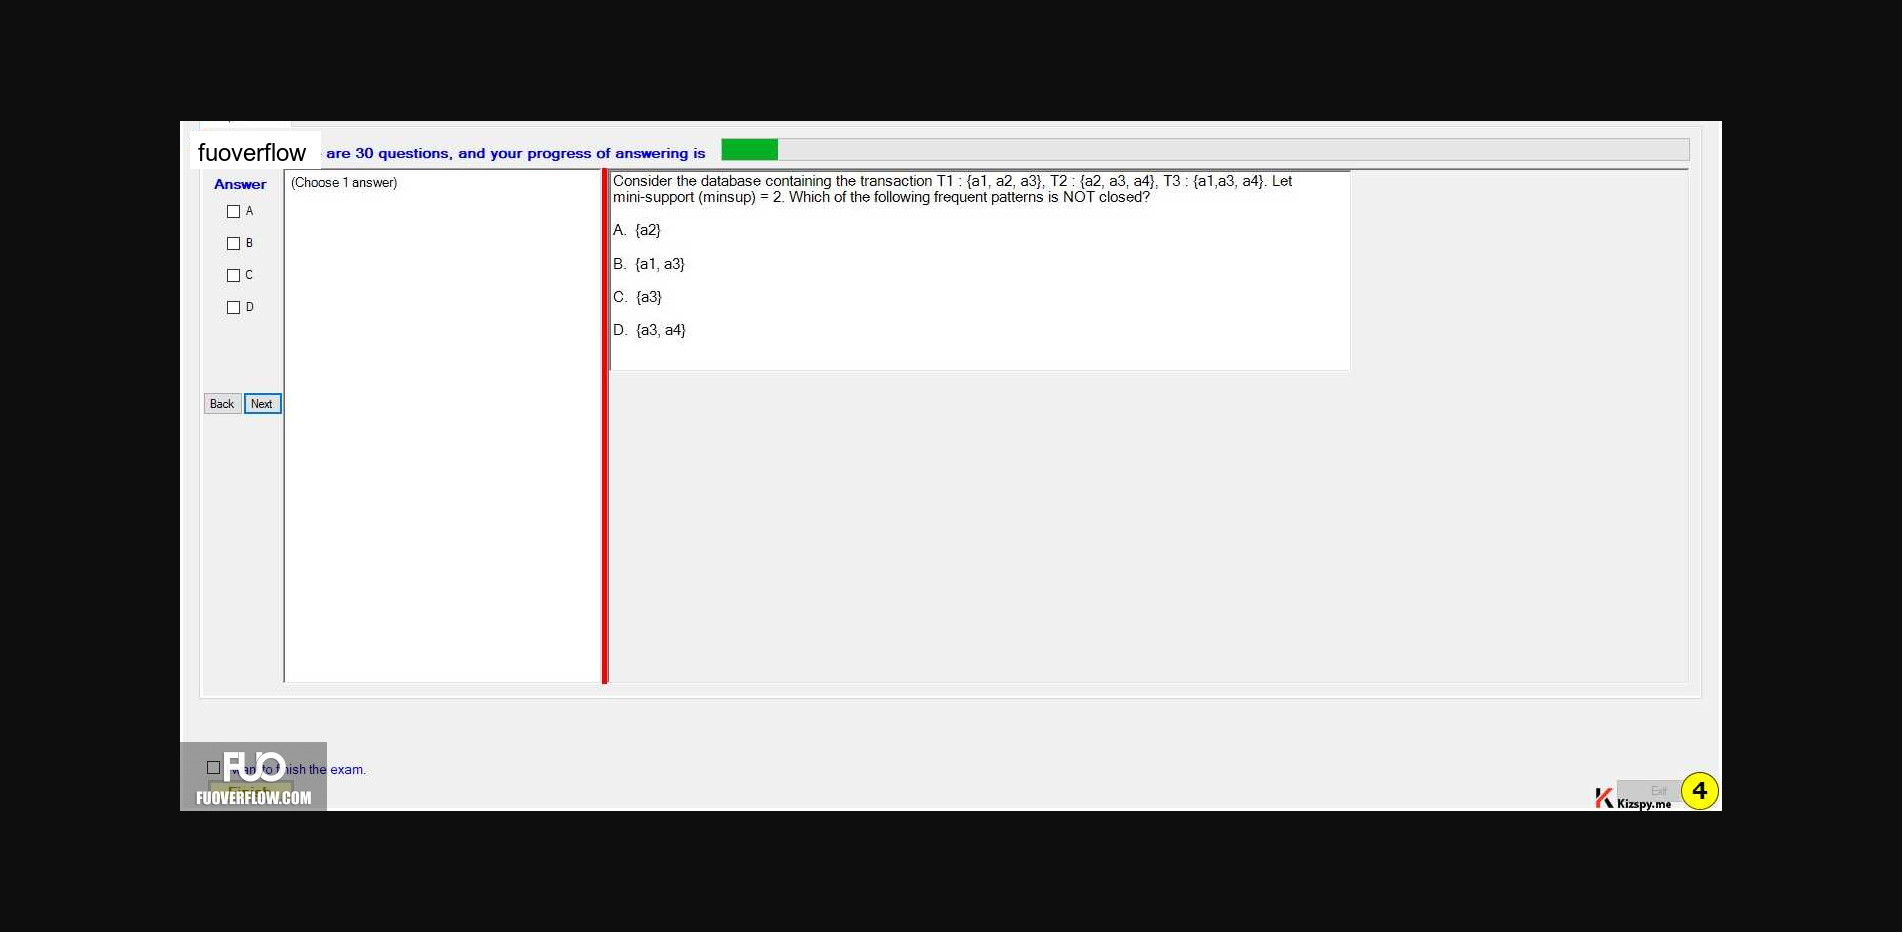 fuoverflow are 30 questions, and your progress of answering is
Answer
(Choose 1 answer)
A
B
C
D
Back Next
Consider the database containing the transaction T1 : {a1, a2, a3}, T2 : {a2, a3, a4}, T3 : {a1,a3, a4}. Let
mini-support (minsup) = 2. Which of the following frequent patterns is NOT closed?
A. {a2}
B. {a1, a3}
C. {a3}
D. {a3, a4}
want to finish the exam.
Finish
FUO
FUOVERFLOW.COM
Exit
Kizspy.me
4